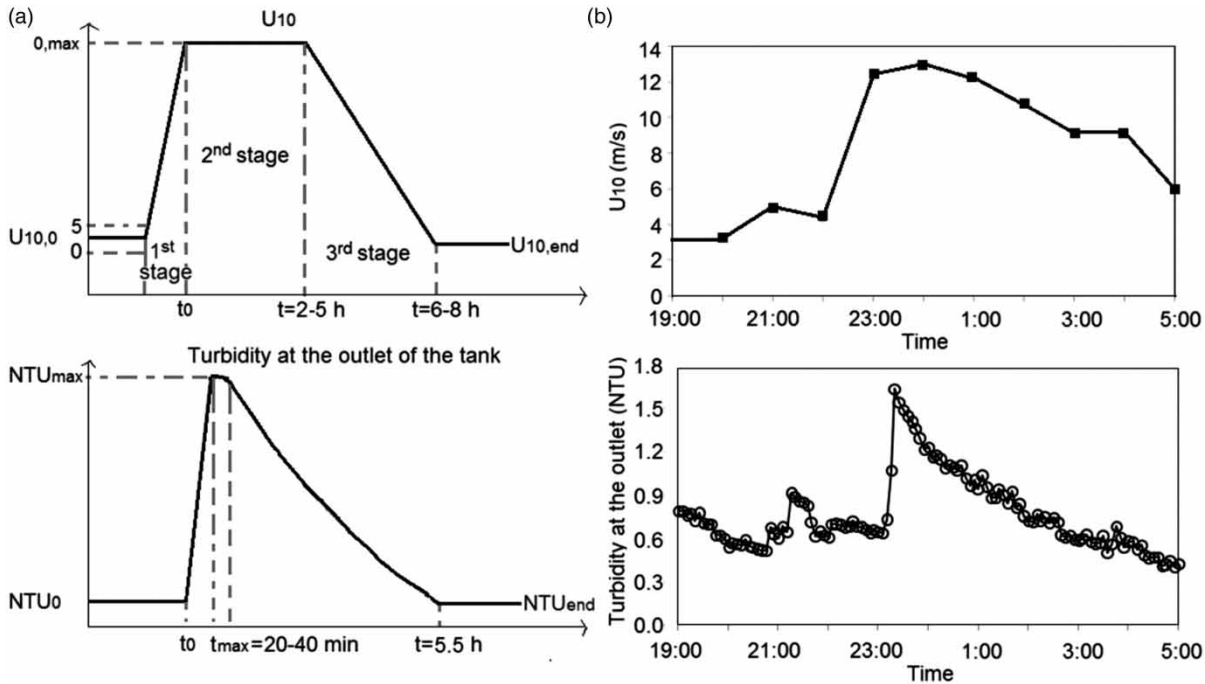 (a)
U10
0,max
2nd stage
5
U10,0
0
1st
stage
3rd stage
U10,end
t0
t=2-5 h
t=6-8 h
Turbidity at the outlet of the tank
NTUmax
NTU0
NTUend
t0
tmax=20-40 min
t=5.5 h
(b)
U10 (m/s)
14
12
10
8
6
4
2
0
19:00 21:00 23:00 1:00 3:00 5:00
Time
Turbidity at the outlet (NTU)
1.8
1.5
1.2
0.9
0.6
0.3
0.0
19:00 21:00 23:00 1:00 3:00 5:00
Time